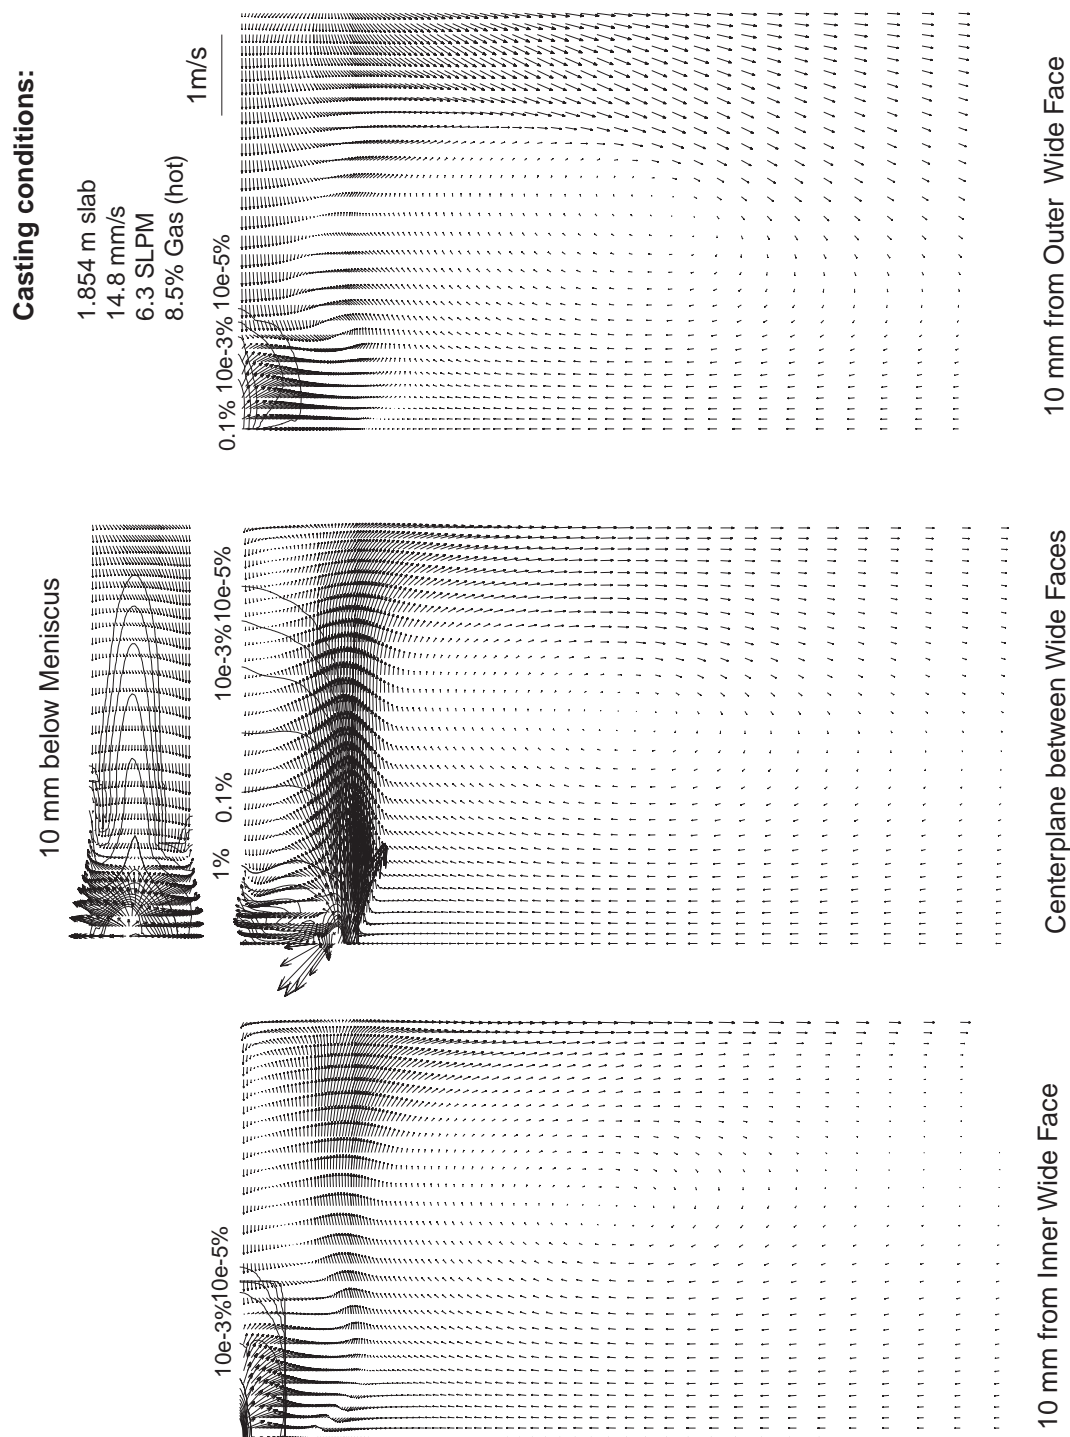 Casting conditions:
1.854 m slab
14.8 mm/s
6.3 SLPM
8.5% Gas (hot)
1m/s
10 mm below Meniscus
10e-3%10e-5%
1% 0.1% 10e-3%10e-5%
0.1% 10e-3% 10e-5%
10 mm from Inner Wide Face
Centerplane between Wide Faces
10 mm from Outer Wide Face